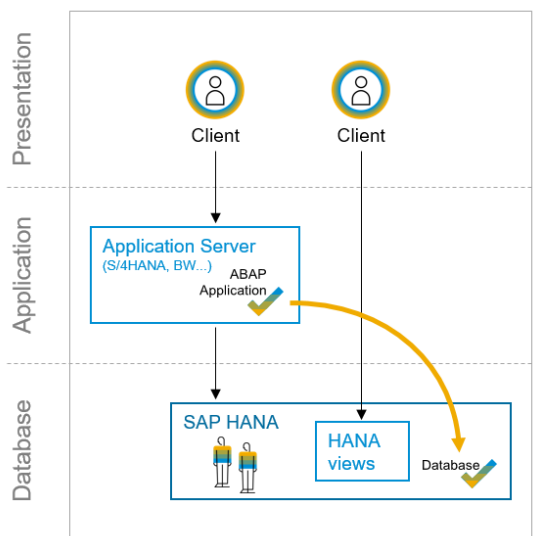 Presentation
Client
Client
Application
Application Server
(S/4HANA, BW...)
ABAP
Application
Database
SAP HANA
HANA
views
Database